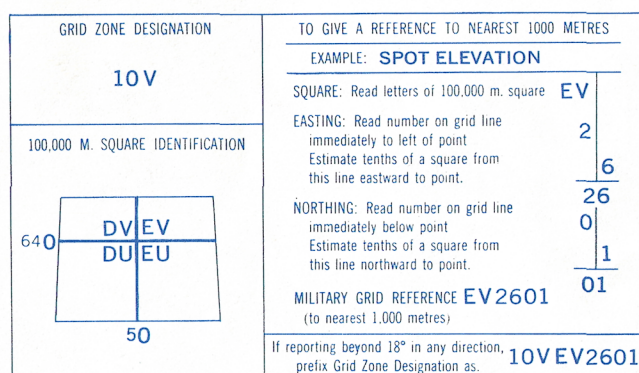 GRID ZONE DESIGNATION
10V
100,000 M. SQUARE IDENTIFICATION
DV EV
640
DU EU
50
TO GIVE A REFERENCE TO NEAREST 1000 METRES
EXAMPLE: SPOT ELEVATION
SQUARE: Read letters of 100,000 m. square EV
EASTING: Read number on grid line
immediately to left of point 2
Estimate tenths of a square from
this line eastward to point. 6
26
NORTHING: Read number on grid line
immediately below point 0
Estimate tenths of a square from
this line northward to point. 1
01
MILITARY GRID REFERENCE EV2601
(to nearest 1,000 metres)
If reporting beyond 18° in any direction,
prefix Grid Zone Designation as. 10VEV2601